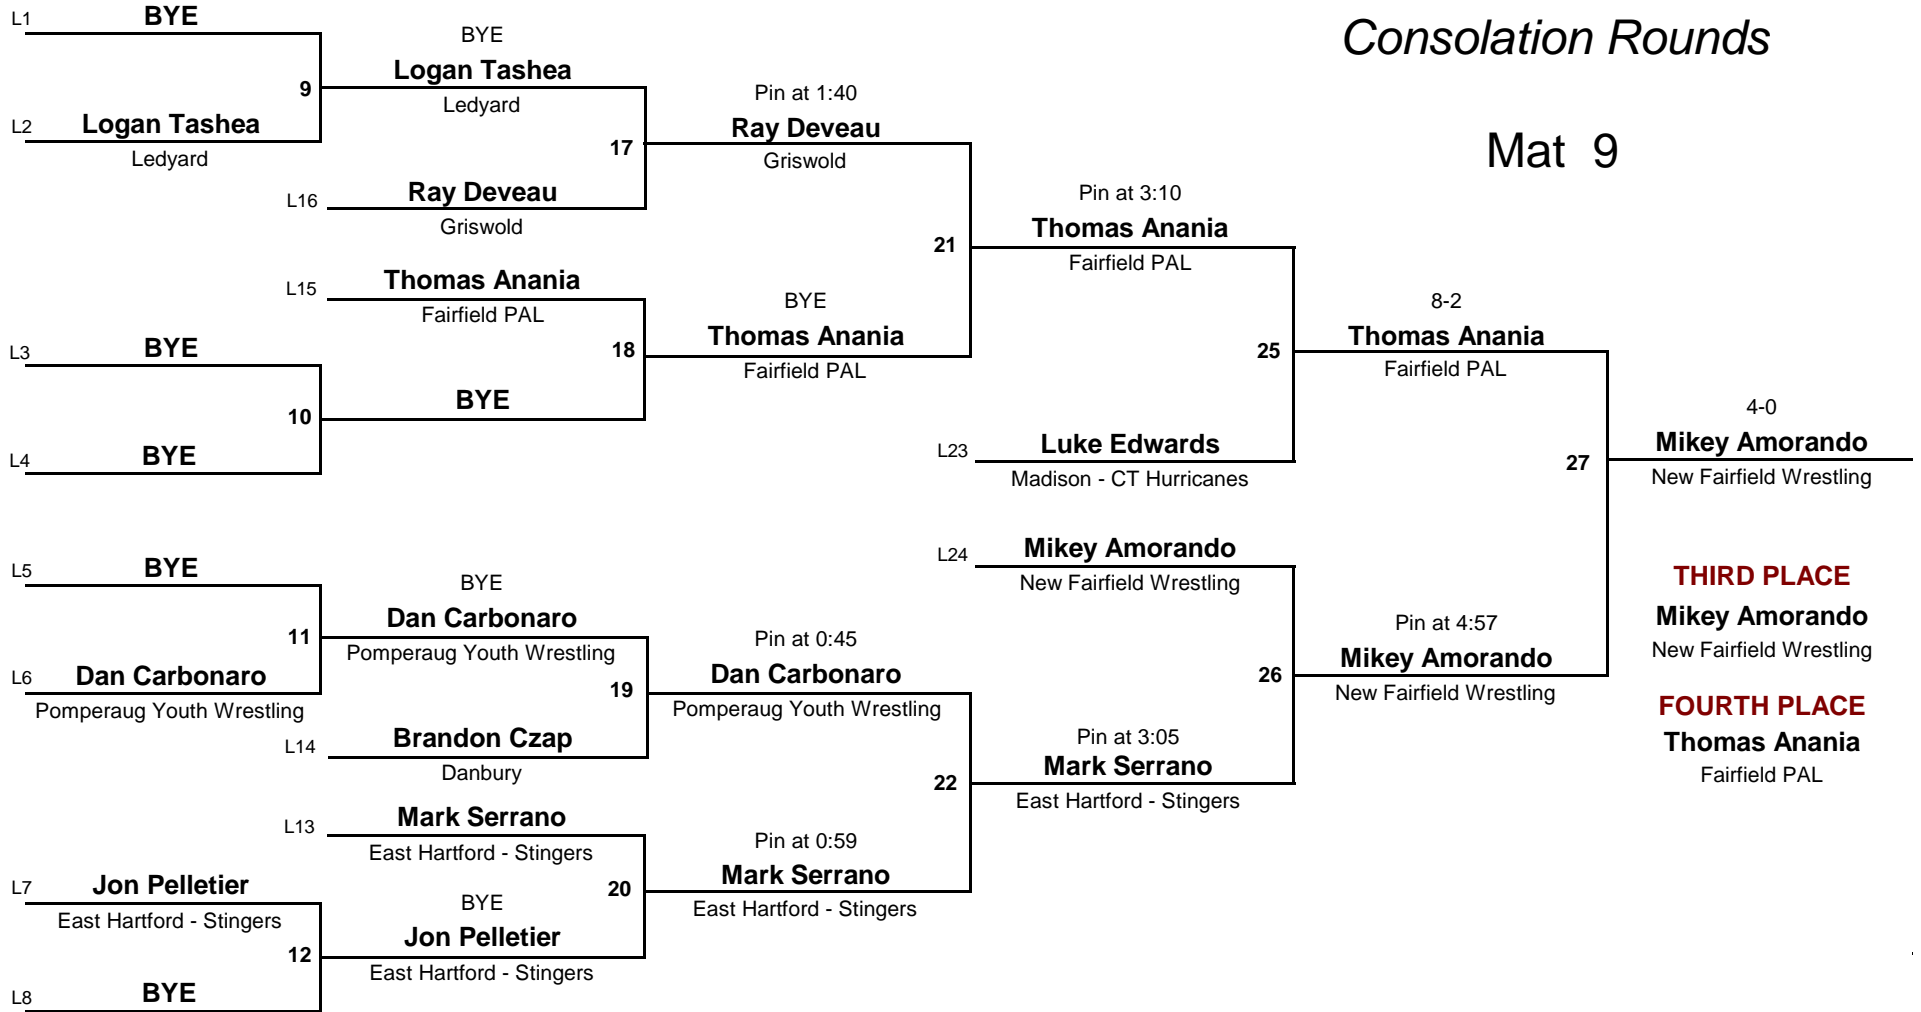 Consolation Rounds
Mat 9
L1 BYE
9
L2 Logan Tashea
Ledyard
BYE
Logan Tashea
Ledyard
17
L16 Ray Deveau
Griswold
Pin at 1:40
Ray Deveau
Griswold
21
L15 Thomas Anania
Fairfield PAL
18
BYE
Thomas Anania
Fairfield PAL
L3 BYE
10
L4 BYE
BYE
Pin at 3:10
Thomas Anania
Fairfield PAL
25
L23 Luke Edwards
Madison - CT Hurricanes
8-2
Thomas Anania
Fairfield PAL
27
4-0
Mikey Amorando
New Fairfield Wrestling
L5 BYE
11
L6 Dan Carbonaro
Pomperaug Youth Wrestling
BYE
Dan Carbonaro
Pomperaug Youth Wrestling
19
L14 Brandon Czap
Danbury
Pin at 0:45
Dan Carbonaro
Pomperaug Youth Wrestling
22
L13 Mark Serrano
East Hartford - Stingers
20
L7 Jon Pelletier
East Hartford - Stingers
12
L8 BYE
BYE
Jon Pelletier
East Hartford - Stingers
Pin at 0:59
Mark Serrano
East Hartford - Stingers
L24 Mikey Amorando
New Fairfield Wrestling
26
Pin at 3:05
Mark Serrano
East Hartford - Stingers
Pin at 4:57
Mikey Amorando
New Fairfield Wrestling
THIRD PLACE
Mikey Amorando
New Fairfield Wrestling
FOURTH PLACE
Thomas Anania
Fairfield PAL